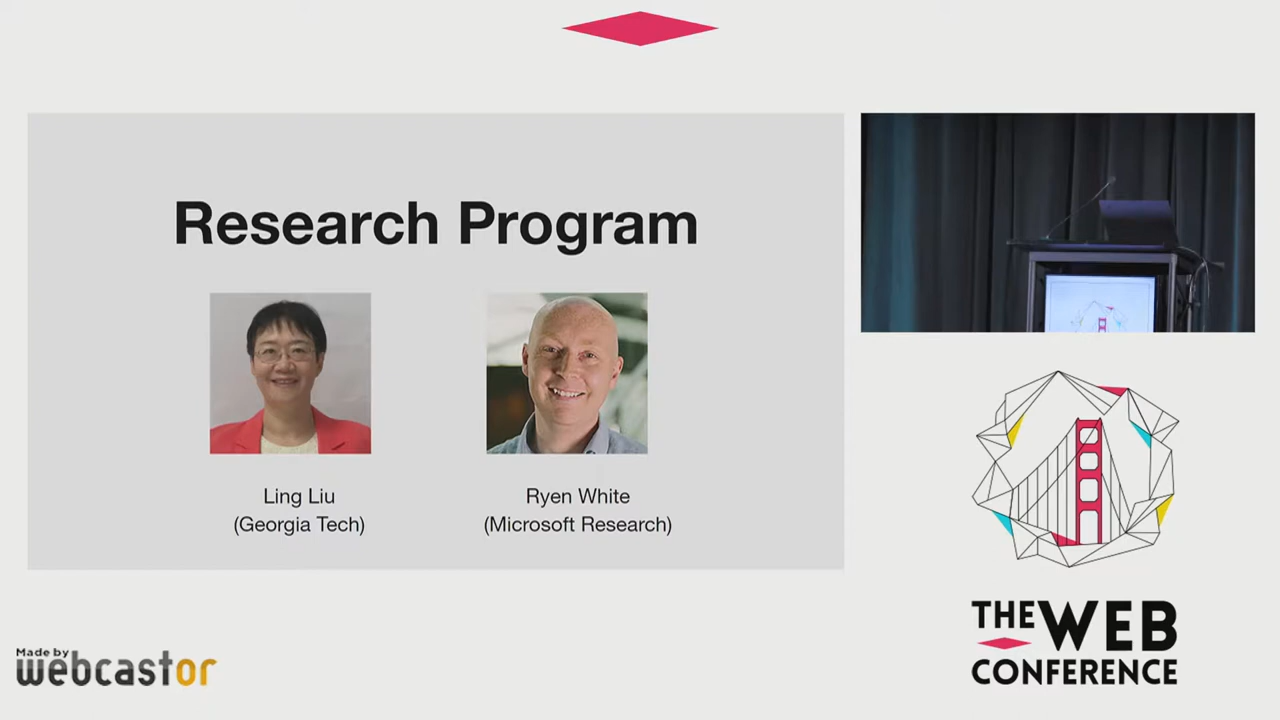 Research Program
Ling Liu
(Georgia Tech)
Ryen White
(Microsoft Research)
THE WEB
CONFERENCE
Made by
webcastor